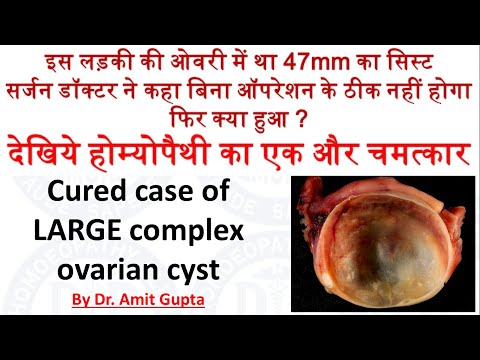 इस लड़की की ओवरी में था 47mm का सिस्ट
सर्जन डॉक्टर ने कहा बिना ऑपरेशन के ठीक नहीं होगा
फिर क्या हुआ ?
देखिये होम्योपैथी का एक और चमत्कार
Cured case of
LARGE complex
ovarian cyst
By Dr. Amit Gupta